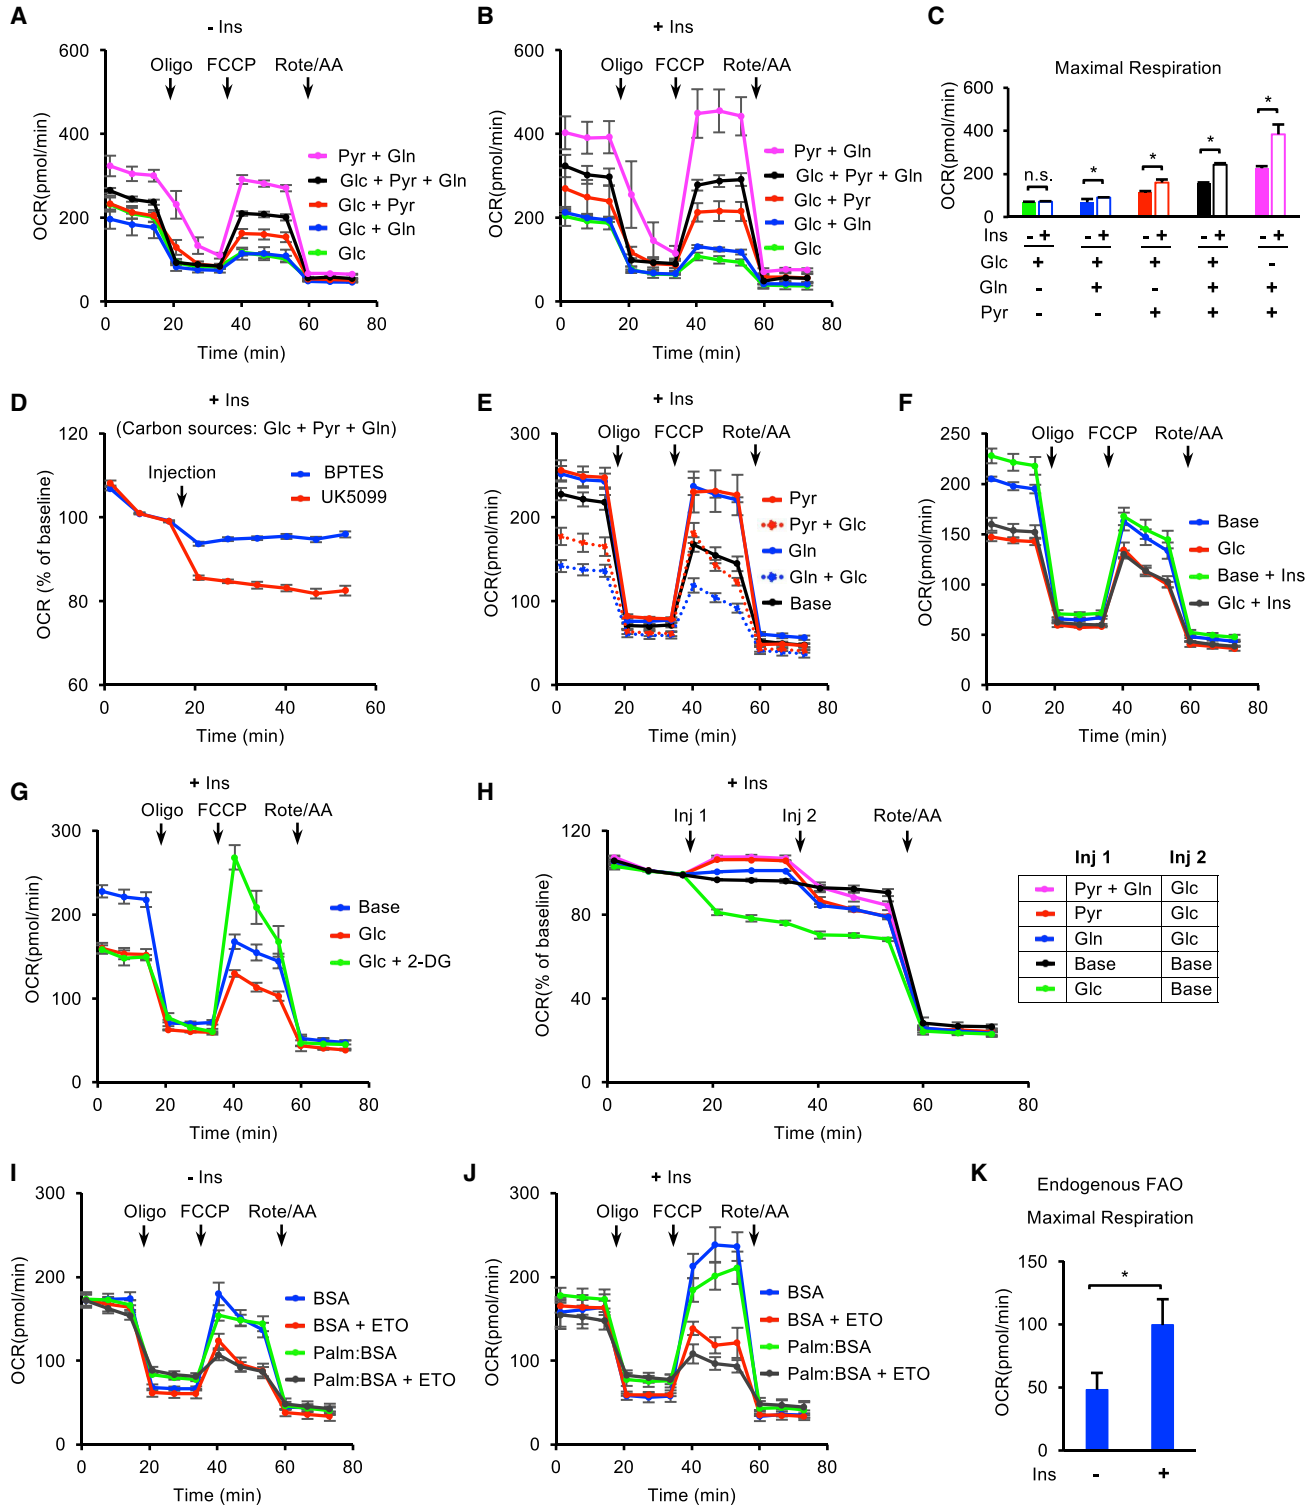 A
- Ins
Oligo FCCP Rote/AA
600
400
200
0
OCR(pmol/min)
Pyr + Gln
Glc + Pyr + Gln
Glc + Pyr
Glc + Gln
Glc
0 20 40 60 80
Time (min)
B
+ Ins
Oligo FCCP Rote/AA
600
400
200
0
OCR(pmol/min)
Pyr + Gln
Glc + Pyr + Gln
Glc + Pyr
Glc + Gln
Glc
0 20 40 60 80
Time (min)
C
Maximal Respiration
600
400
200
0
OCR(pmol/min)
n.s. * * * *
Ins - + - + - + - + - +
Glc + + + + -
Gln - + - + +
Pyr - - + + +
D
+ Ins
(Carbon sources: Glc + Pyr + Gln)
Injection
BPTES
UK5099
120
100
80
60
OCR (% of baseline)
0 20 40 60
Time (min)
E
+ Ins
Oligo FCCP Rote/AA
300
200
100
0
OCR(pmol/min)
Pyr
Pyr + Glc
Gln
Gln + Glc
Base
0 20 40 60 80
Time (min)
F
Oligo FCCP Rote/AA
250
200
150
100
50
0
OCR(pmol/min)
Base
Glc
Base + Ins
Glc + Ins
0 20 40 60 80
Time (min)
G
+ Ins
Oligo FCCP Rote/AA
300
200
100
0
OCR(pmol/min)
Base
Glc
Glc + 2-DG
0 20 40 60 80
Time (min)
H
+ Ins
Inj 1 Inj 2 Rote/AA
120
80
40
0
OCR(% of baseline)
0 20 40 60 80
Time (min)
Inj 1 Inj 2
Pyr + Gln Glc
Pyr Glc
Gln Glc
Base Base
Glc Base
I
- Ins
Oligo FCCP Rote/AA
300
200
100
0
OCR(pmol/min)
BSA
BSA + ETO
Palm:BSA
Palm:BSA + ETO
0 20 40 60 80
Time (min)
J
+ Ins
Oligo FCCP Rote/AA
300
200
100
0
OCR(pmol/min)
BSA
BSA + ETO
Palm:BSA
Palm:BSA + ETO
0 20 40 60 80
Time (min)
K
Endogenous FAO
Maximal Respiration
150
100
50
0
OCR(pmol/min)
*
Ins - +